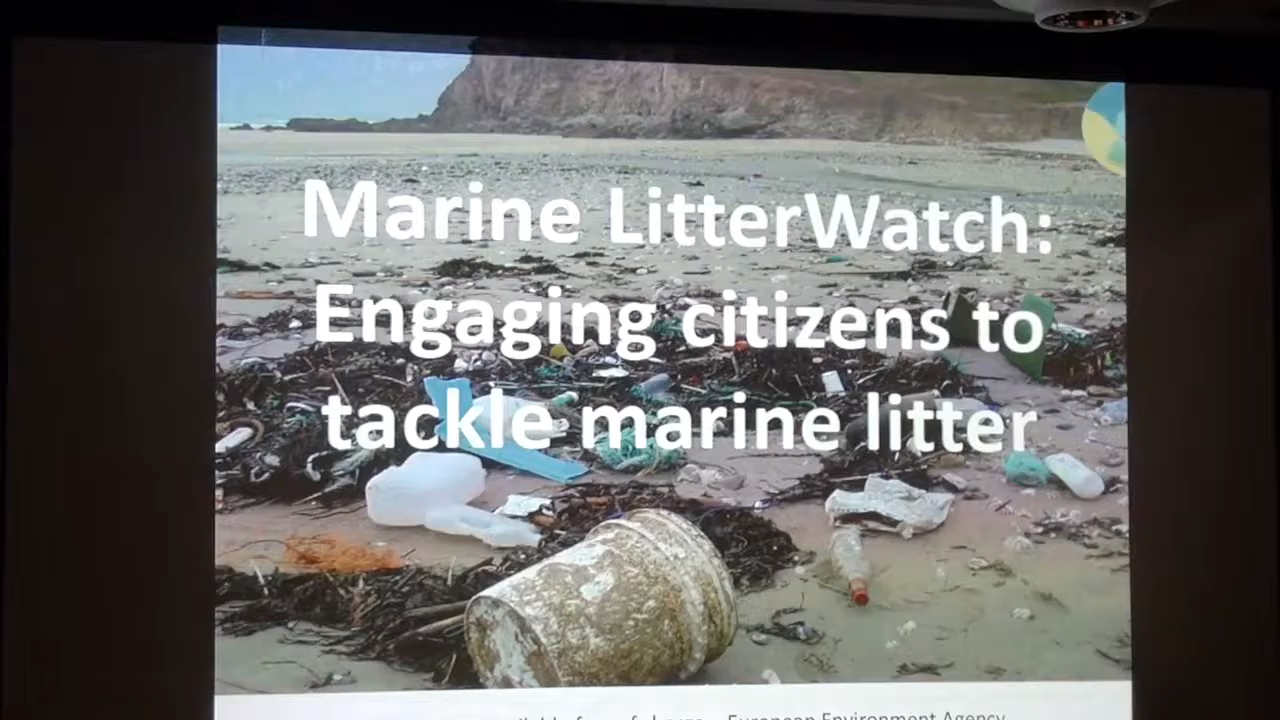 Marine LitterWatch:
Engaging citizens to
tackle marine litter
European Environment Agency